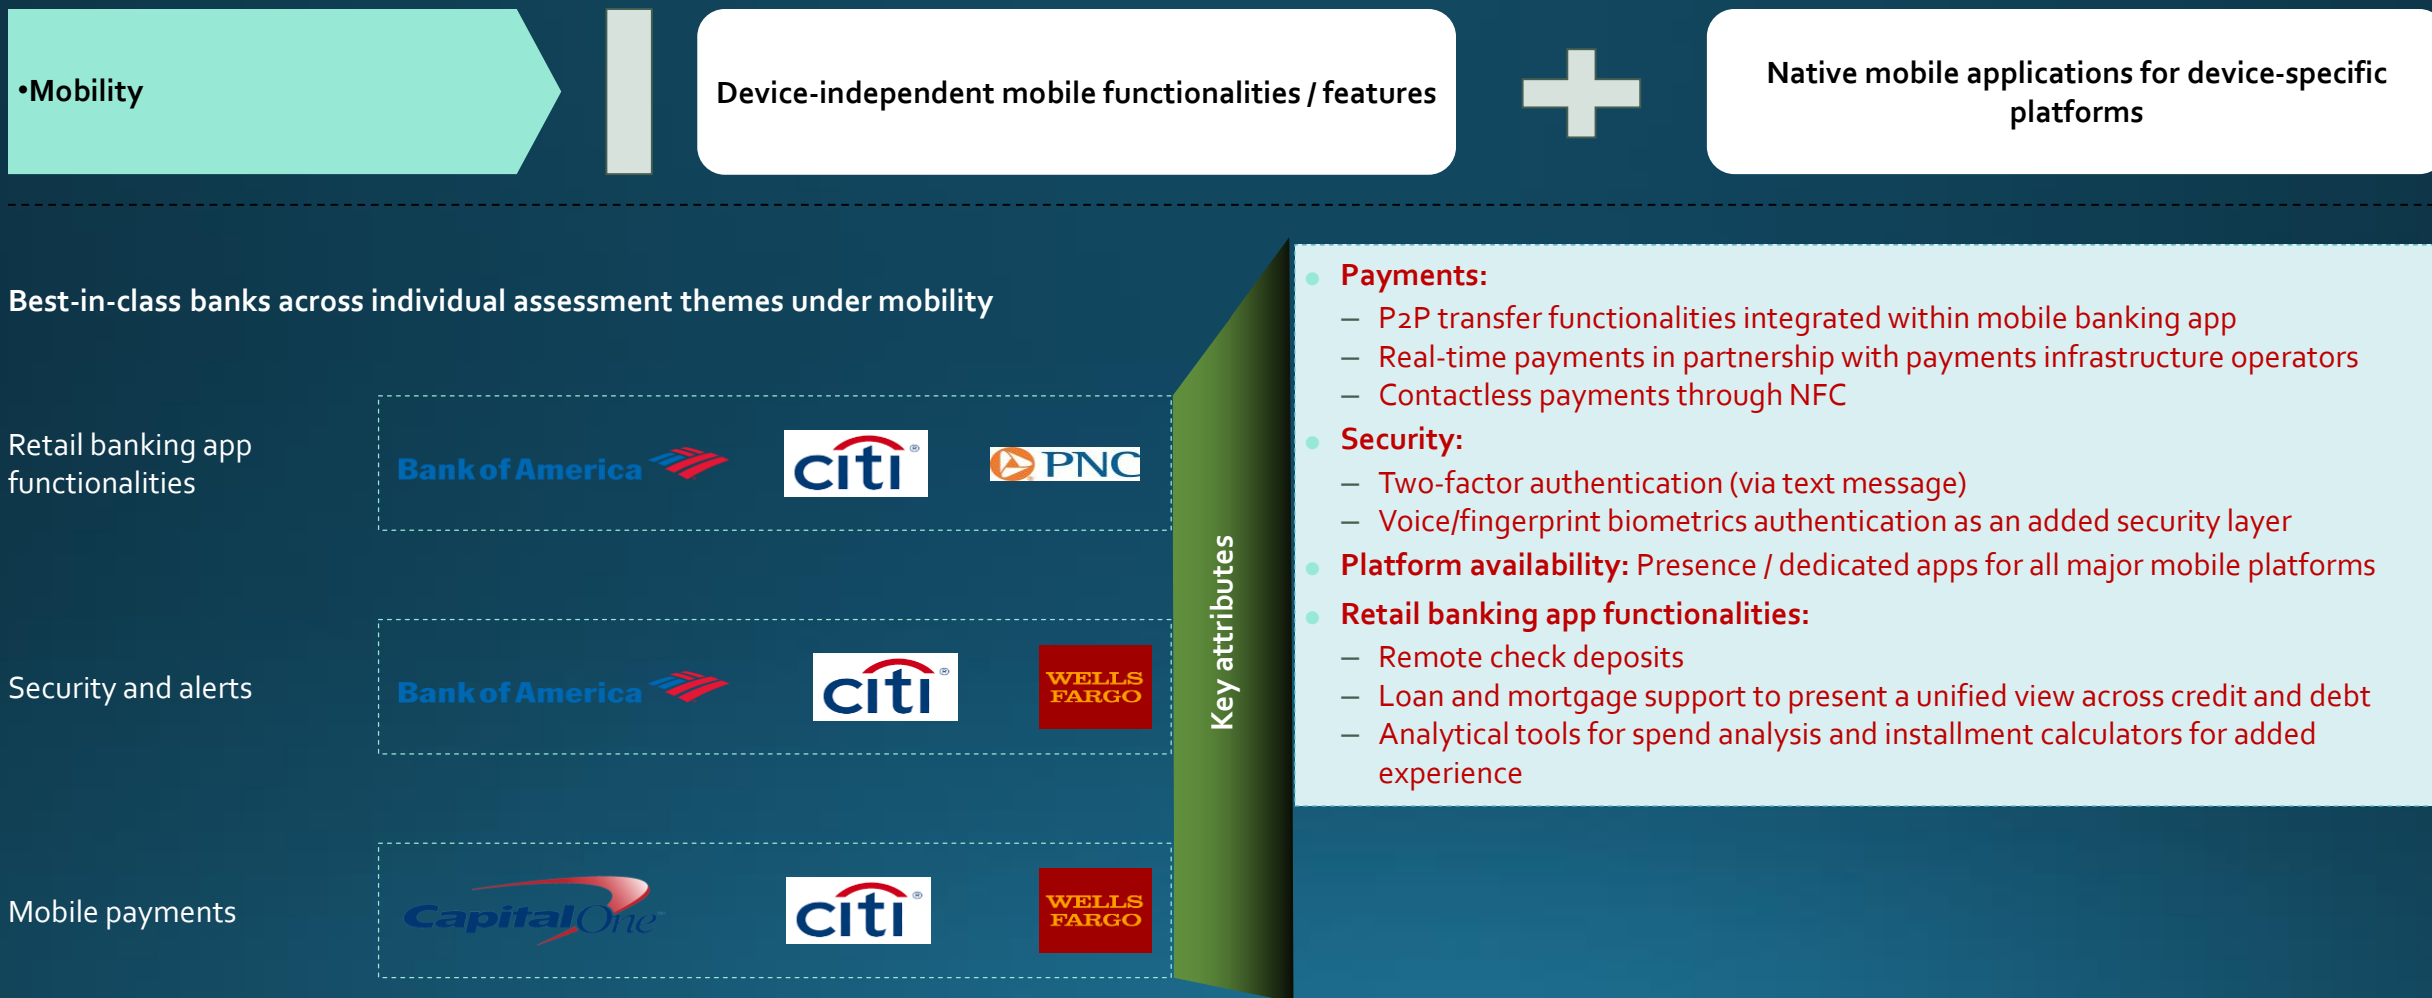 •Mobility
Device-independent mobile functionalities / features
Native mobile applications for device-specific
platforms
Best-in-class banks across individual assessment themes under mobility
Retail banking app
functionalities
Bank of America
citi®
PNC
Security and alerts
Bank of America
citi®
WELLS
FARGO
Mobile payments
CapitalOne
citi®
WELLS
FARGO
Key attributes
Payments:
– P2P transfer functionalities integrated within mobile banking app
– Real-time payments in partnership with payments infrastructure operators
– Contactless payments through NFC
Security:
– Two-factor authentication (via text message)
– Voice/fingerprint biometrics authentication as an added security layer
Platform availability: Presence / dedicated apps for all major mobile platforms
Retail banking app functionalities:
– Remote check deposits
– Loan and mortgage support to present a unified view across credit and debt
– Analytical tools for spend analysis and installment calculators for added
experience